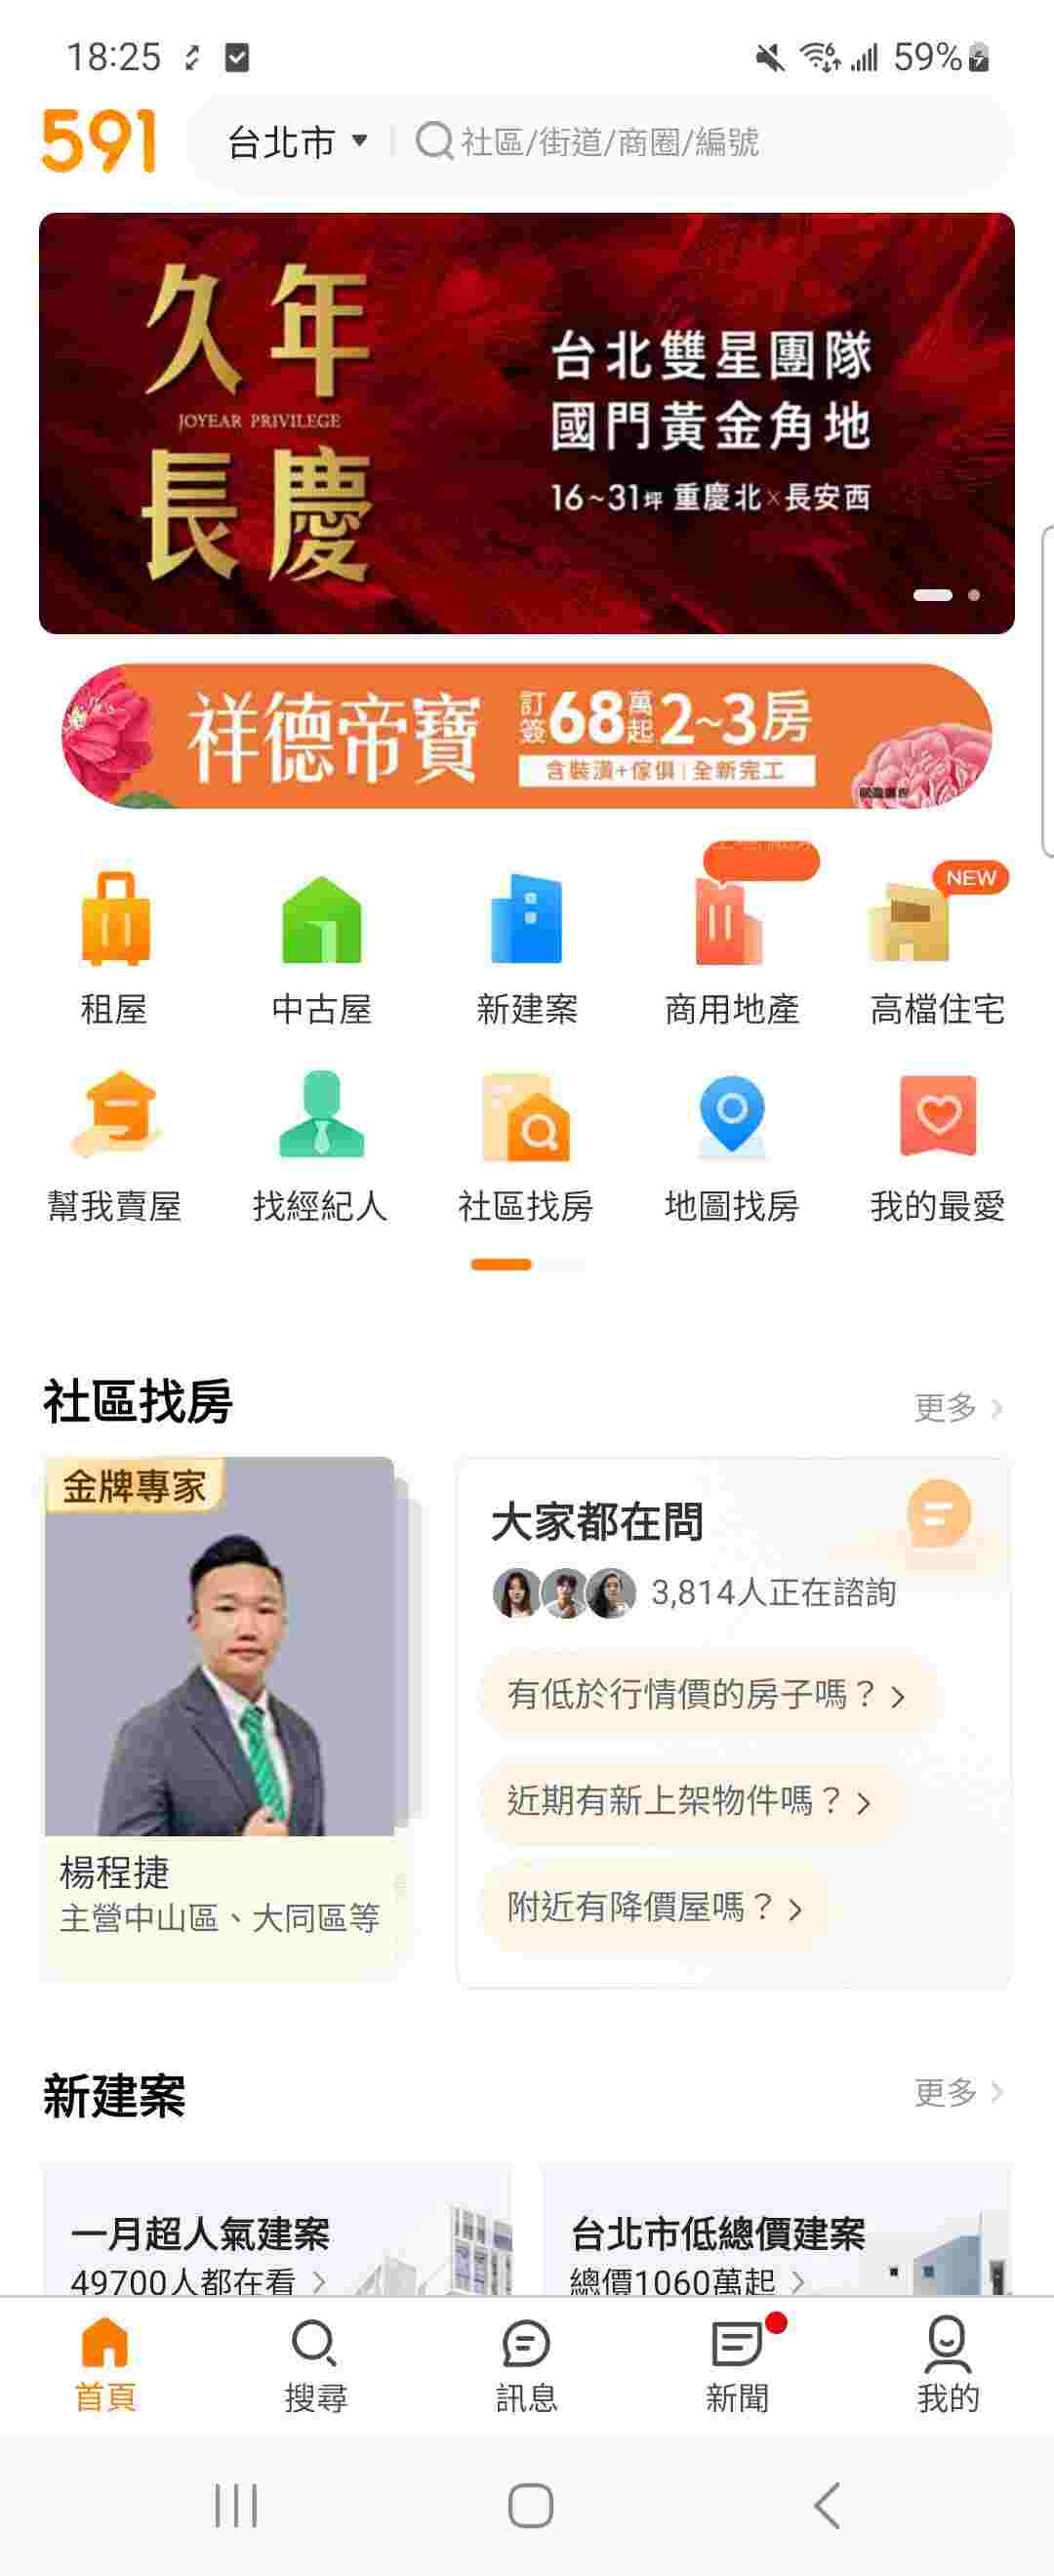 18:25
59%
591
台北市
社區/街道/商圈/編號
久年
JOYEAR PRIVILEGE
長慶
台北雙星團隊
國門黃金角地
16~31坪 重慶北×長安西
祥德帝寶
訂簽68萬起2~3房
含裝潢+傢俱|全新完工
NEW
租屋
中古屋
新建案
商用地產
高檔住宅
幫我賣屋
找經紀人
社區找房
地圖找房
我的最愛
社區找房
更多
金牌專家
楊程捷
主營中山區、大同區等
大家都在問
3,814人正在諮詢
有低於行情價的房子嗎？
近期有新上架物件嗎？
附近有降價屋嗎？
新建案
更多
一月超人氣建案
49700人都在看
台北市低總價建案
總價1060萬起
首頁
搜尋
訊息
新聞
我的